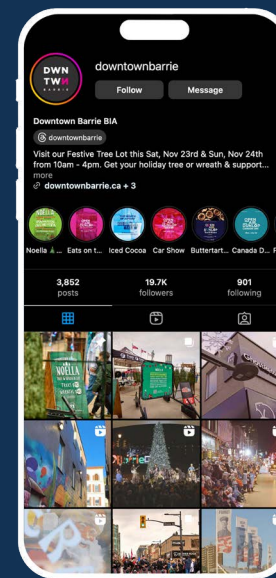 DWN
TWN
BARRIE
downtownbarrie
Follow
Message
Downtown Barrie BIA
downtownbarrie
Visit our Festive Tree Lot this Sat, Nov 23rd & Sun, Nov 24th
from 10am - 4pm. Get your holiday tree or wreath & support...
more
downtownbarrie.ca + 3
Noella 🎄... Eats on t... Iced Cocoa Car Show Buttertart... Canada D...
3,852
posts
19.7K
followers
901
following
NOELLA